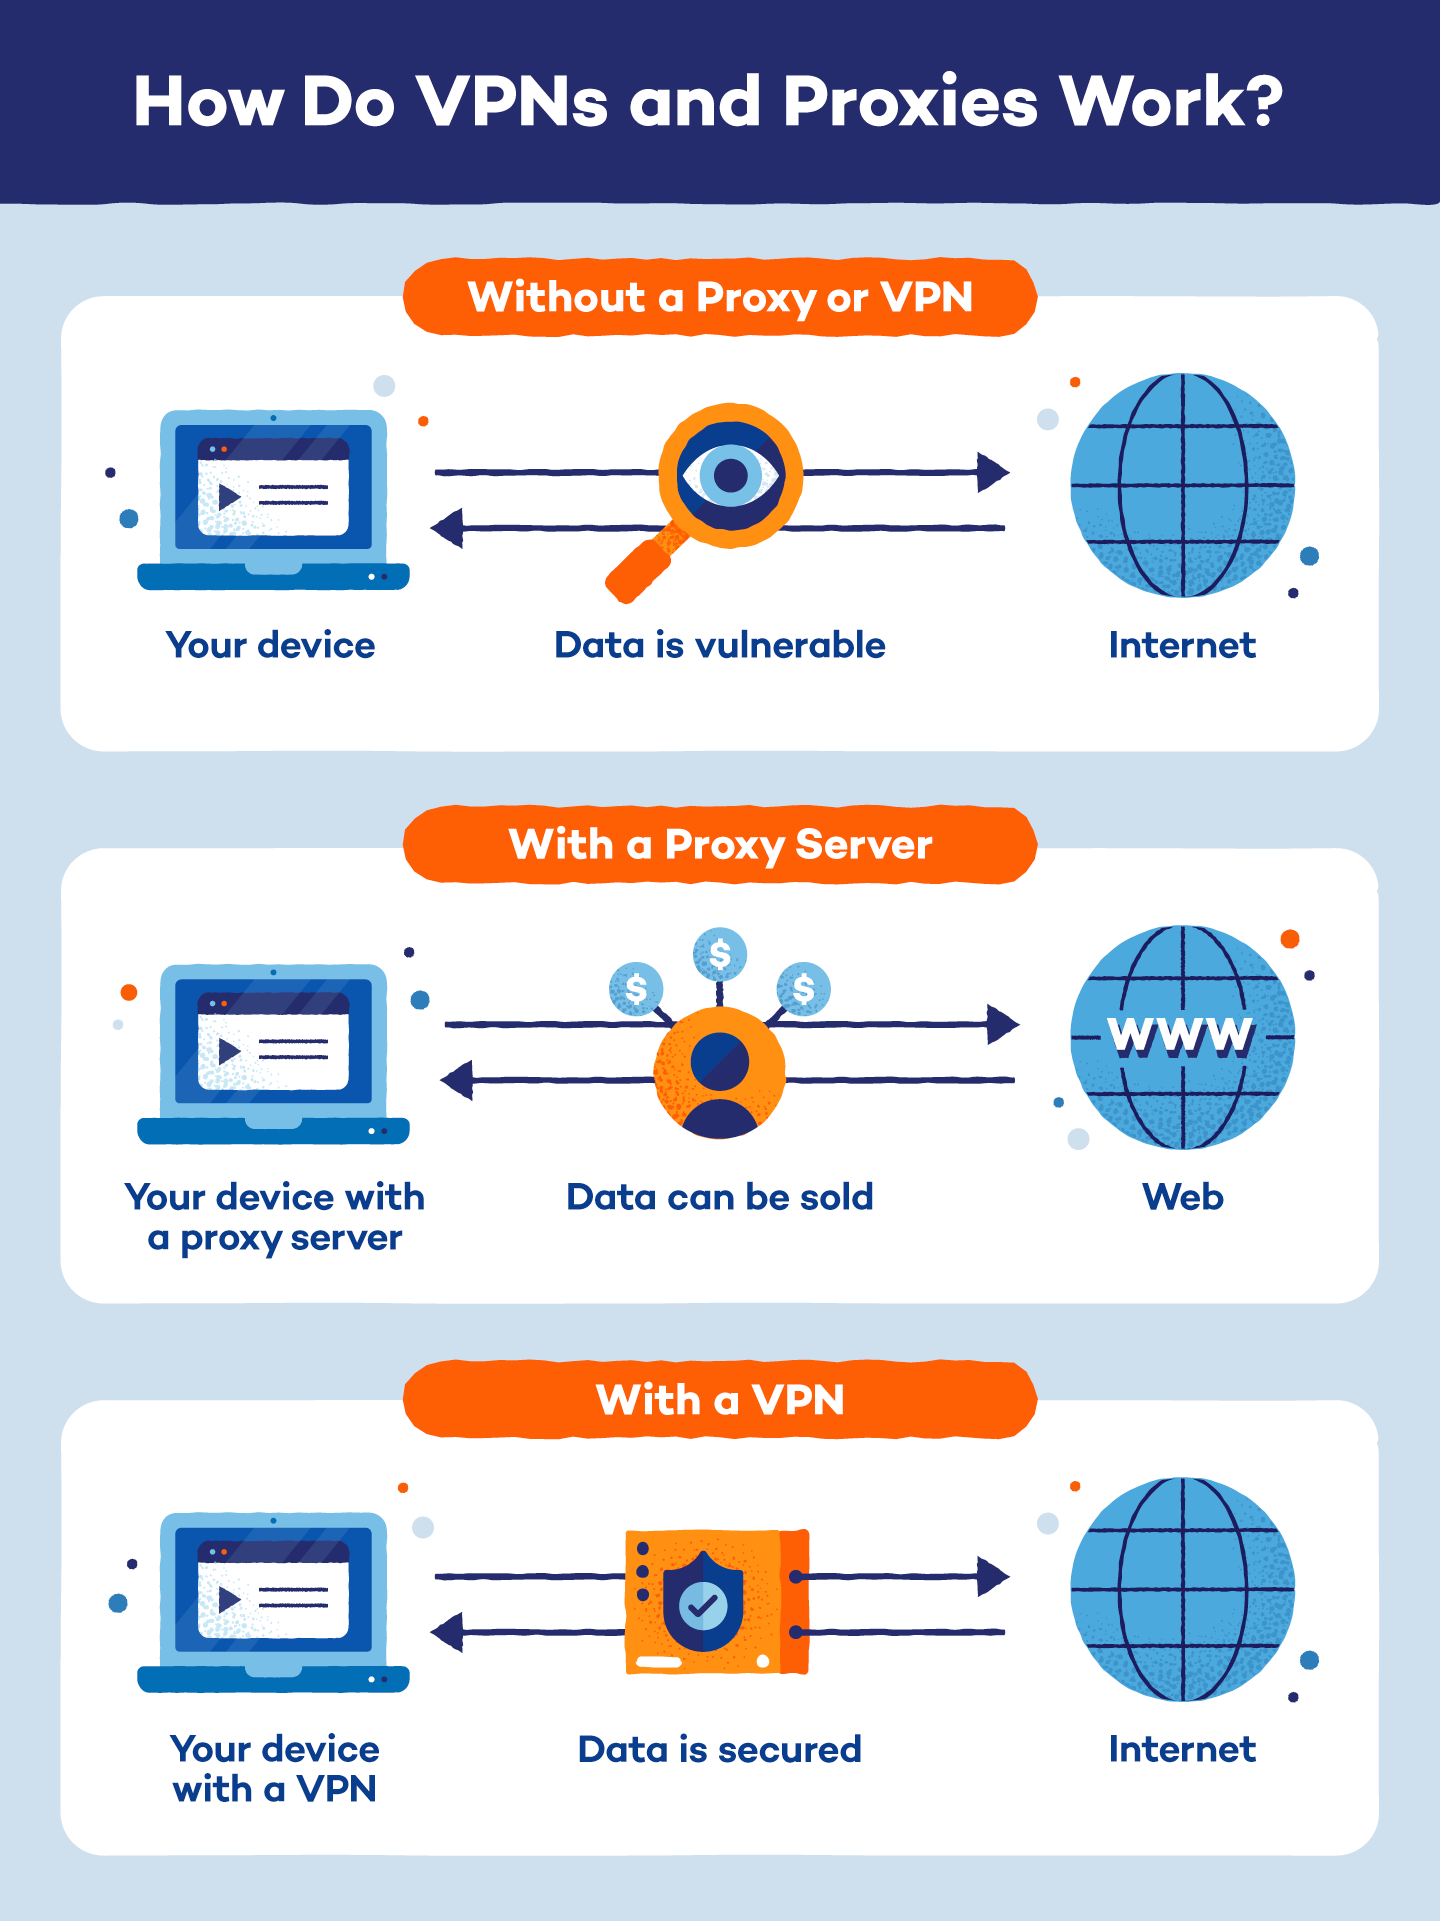 How Do VPNs and Proxies Work?
Without a Proxy or VPN
Your device
Data is vulnerable
Internet
With a Proxy Server
$
$
$
WWW
Your device with
a proxy server
Data can be sold
Web
With a VPN
Your device
with a VPN
Data is secured
Internet